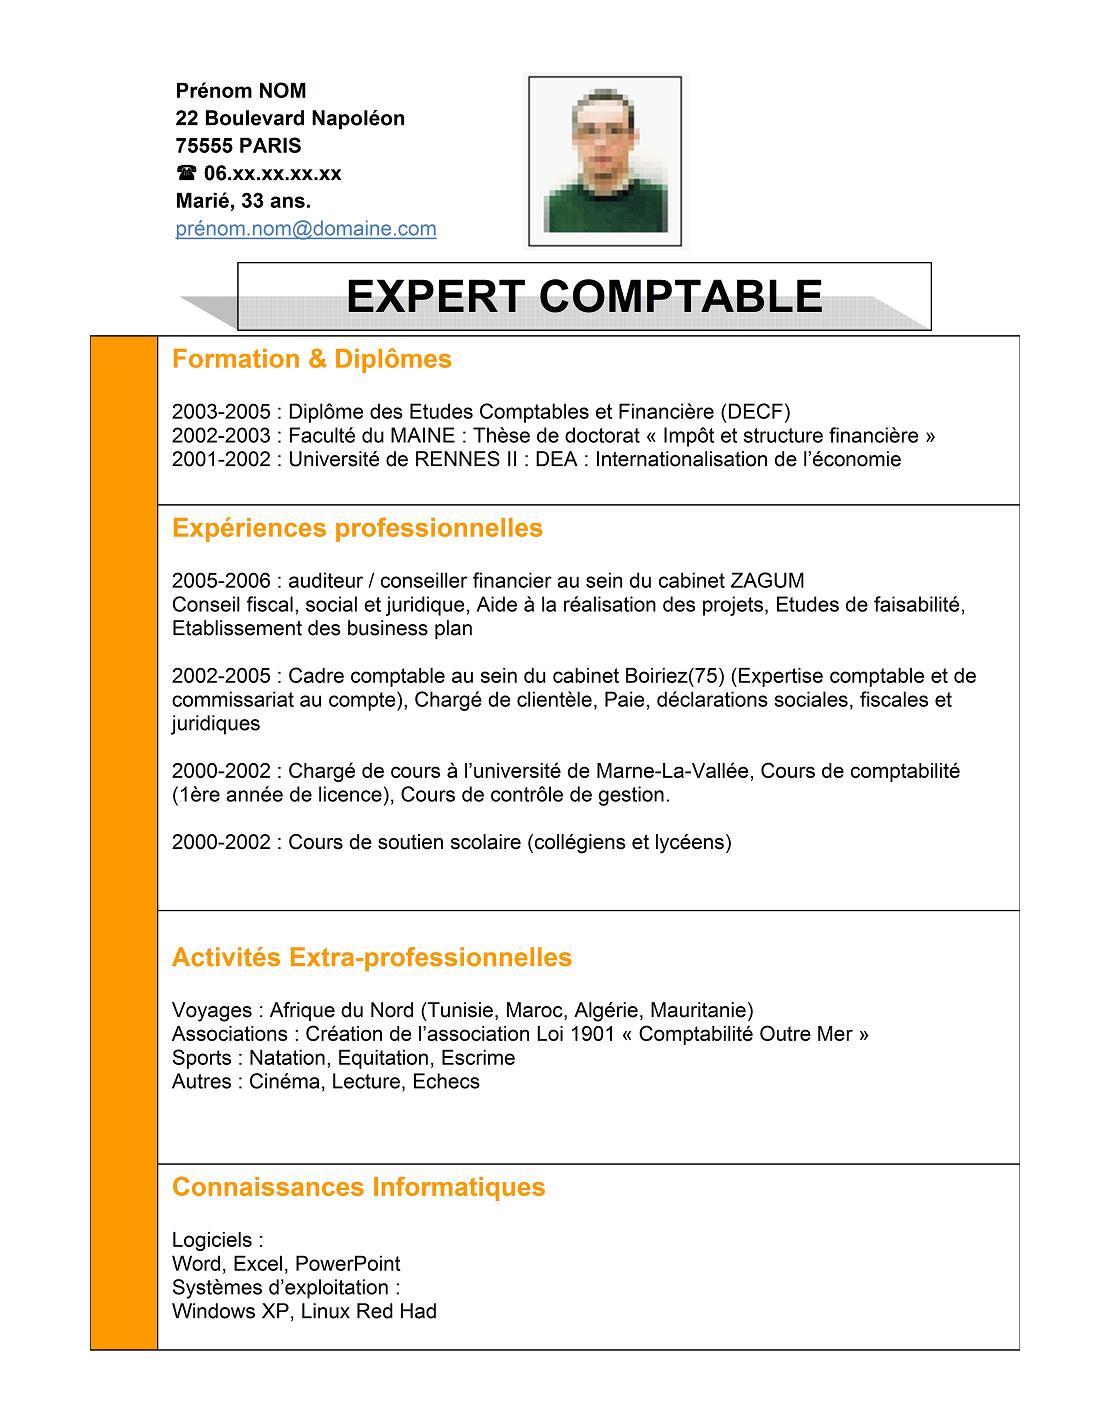 Prénom NOM
22 Boulevard Napoléon
75555 PARIS
☎ 06.xx.xx.xx.xx
Marié, 33 ans.
prénom.nom@domaine.com
EXPERT COMPTABLE
Formation & Diplômes
2003-2005 : Diplôme des Etudes Comptables et Financière (DECF)
2002-2003 : Faculté du MAINE : Thèse de doctorat « Impôt et structure financière »
2001-2002 : Université de RENNES II : DEA : Internationalisation de l’économie
Expériences professionnelles
2005-2006 : auditeur / conseiller financier au sein du cabinet ZAGUM
Conseil fiscal, social et juridique, Aide à la réalisation des projets, Etudes de faisabilité,
Etablissement des business plan
2002-2005 : Cadre comptable au sein du cabinet Boiriez(75) (Expertise comptable et de
commissariat au compte), Chargé de clientèle, Paie, déclarations sociales, fiscales et
juridiques
2000-2002 : Chargé de cours à l’université de Marne-La-Vallée, Cours de comptabilité
(1ère année de licence), Cours de contrôle de gestion.
2000-2002 : Cours de soutien scolaire (collégiens et lycéens)
Activités Extra-professionnelles
Voyages : Afrique du Nord (Tunisie, Maroc, Algérie, Mauritanie)
Associations : Création de l’association Loi 1901 « Comptabilité Outre Mer »
Sports : Natation, Equitation, Escrime
Autres : Cinéma, Lecture, Echecs
Connaissances Informatiques
Logiciels :
Word, Excel, PowerPoint
Systèmes d’exploitation :
Windows XP, Linux Red Had